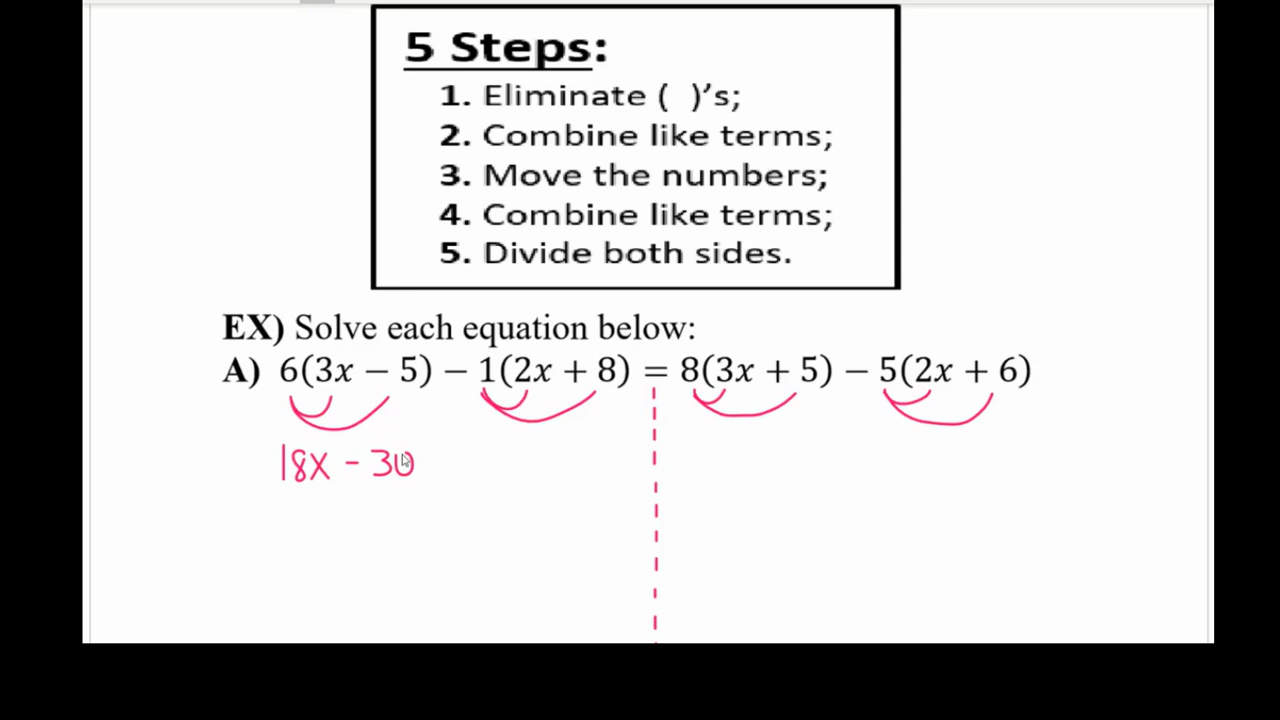 5 Steps:
1. Eliminate ( )'s;
2. Combine like terms;
3. Move the numbers;
4. Combine like terms;
5. Divide both sides.
EX) Solve each equation below:
A) 6(3x − 5) − 1(2x + 8) = 8(3x + 5) − 5(2x + 6)
18x - 30